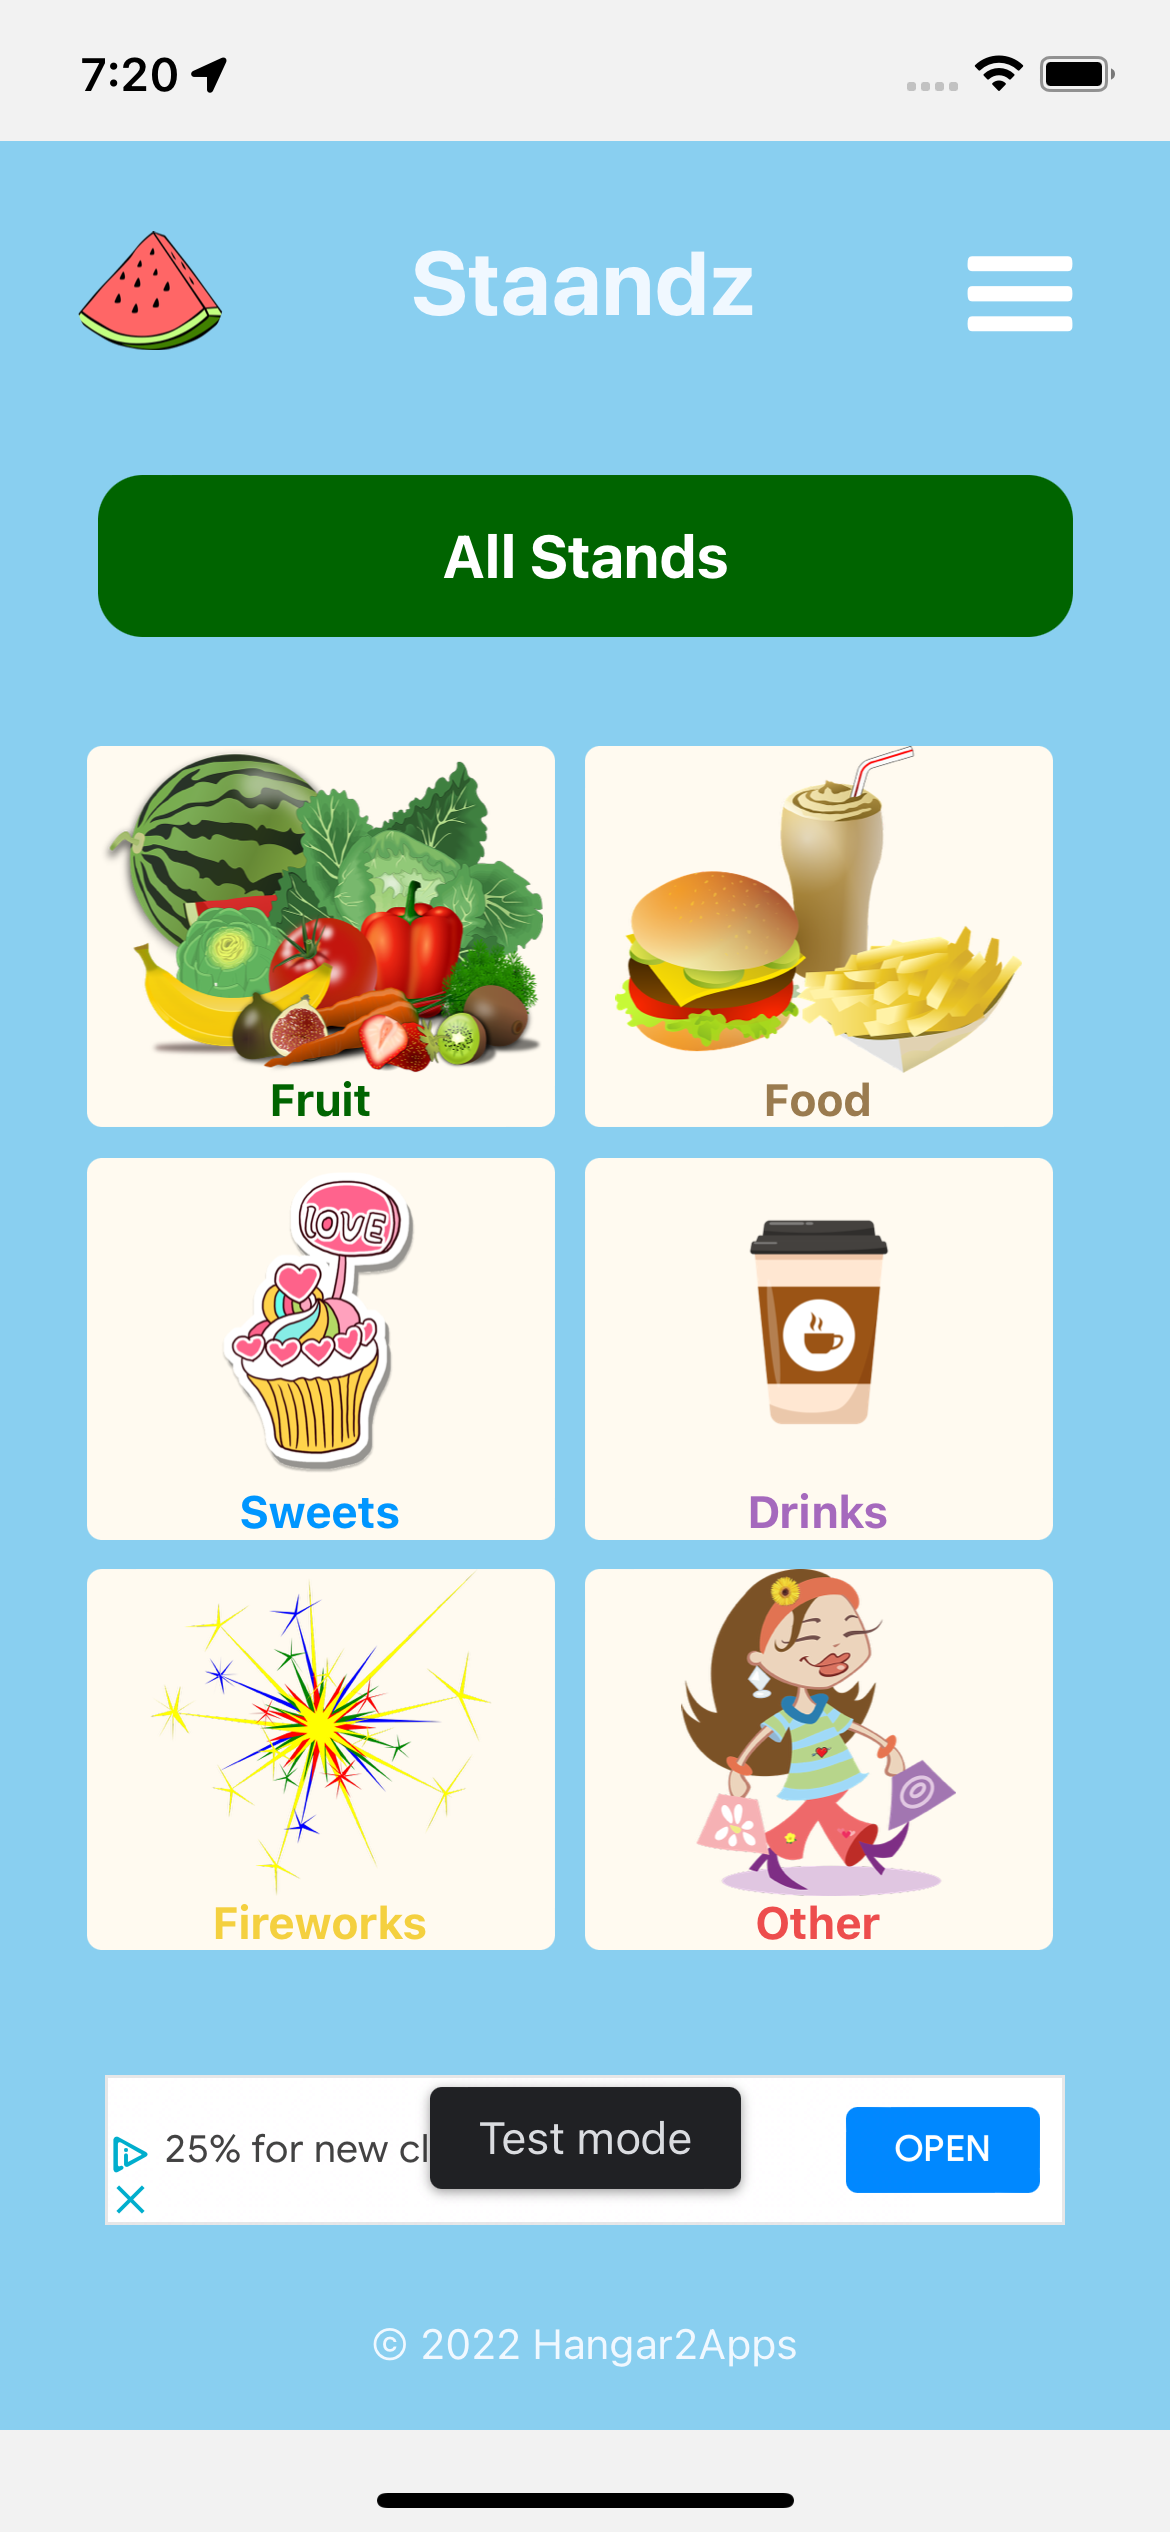 7:20
Staandz
All Stands
Fruit
Food
LOVE
Sweets
Drinks
Fireworks
Other
25% for new
Test mode
OPEN
© 2022 Hangar2Apps